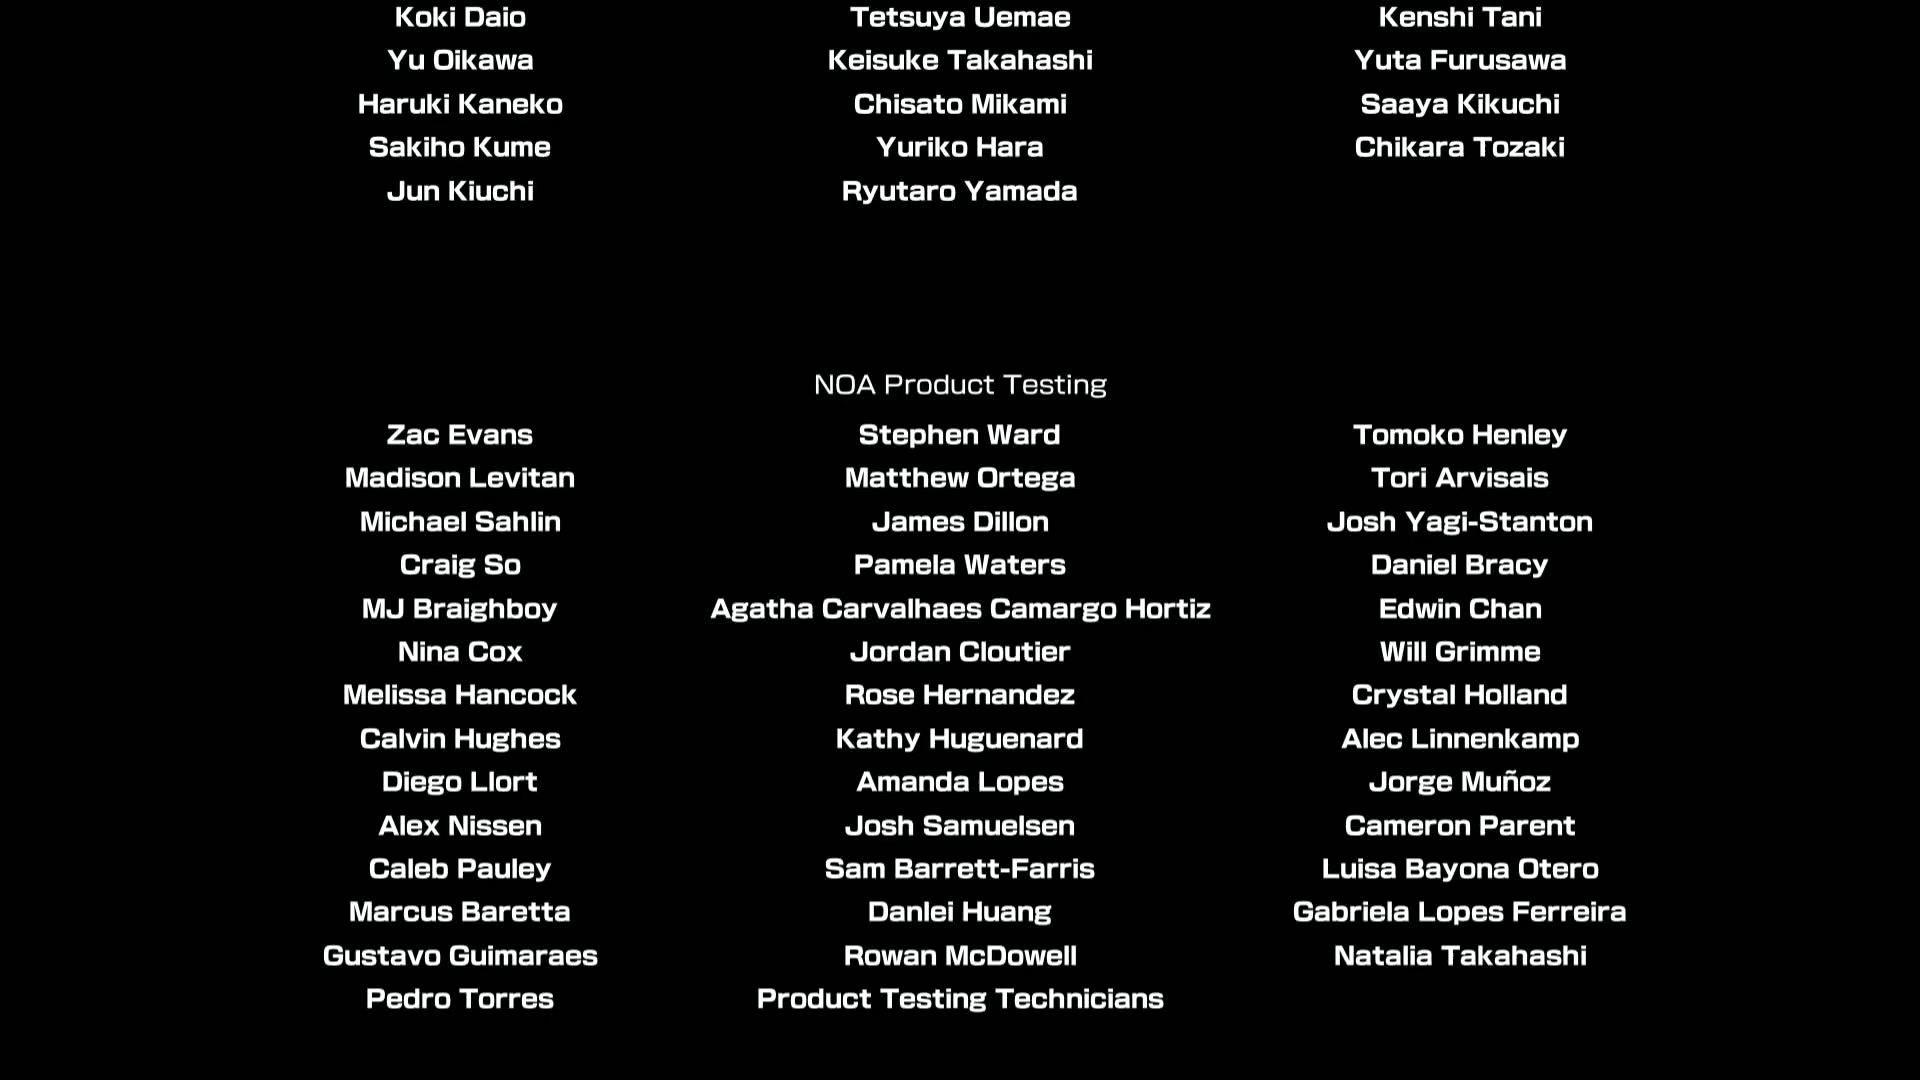 Koki Daio Tetsuya Uemae Kenshi Tani
Yu Oikawa Keisuke Takahashi Yuta Furusawa
Haruki Kaneko Chisato Mikami Saaya Kikuchi
Sakiho Kume Yuriko Hara Chikara Tozaki
Jun Kiuchi Ryutaro Yamada
NOA Product Testing
Zac Evans Stephen Ward Tomoko Henley
Madison Levitan Matthew Ortega Tori Arvisais
Michael Sahlin James Dillon Josh Yagi-Stanton
Craig So Pamela Waters Daniel Bracy
MJ Braighboy Agatha Carvalhaes Camargo Hortiz Edwin Chan
Nina Cox Jordan Cloutier Will Grimme
Melissa Hancock Rose Hernandez Crystal Holland
Calvin Hughes Kathy Huguenard Alec Linnenkamp
Diego Llort Amanda Lopes Jorge Muñoz
Alex Nissen Josh Samuelsen Cameron Parent
Caleb Pauley Sam Barrett-Farris Luisa Bayona Otero
Marcus Baretta Danlei Huang Gabriela Lopes Ferreira
Gustavo Guimaraes Rowan McDowell Natalia Takahashi
Pedro Torres Product Testing Technicians